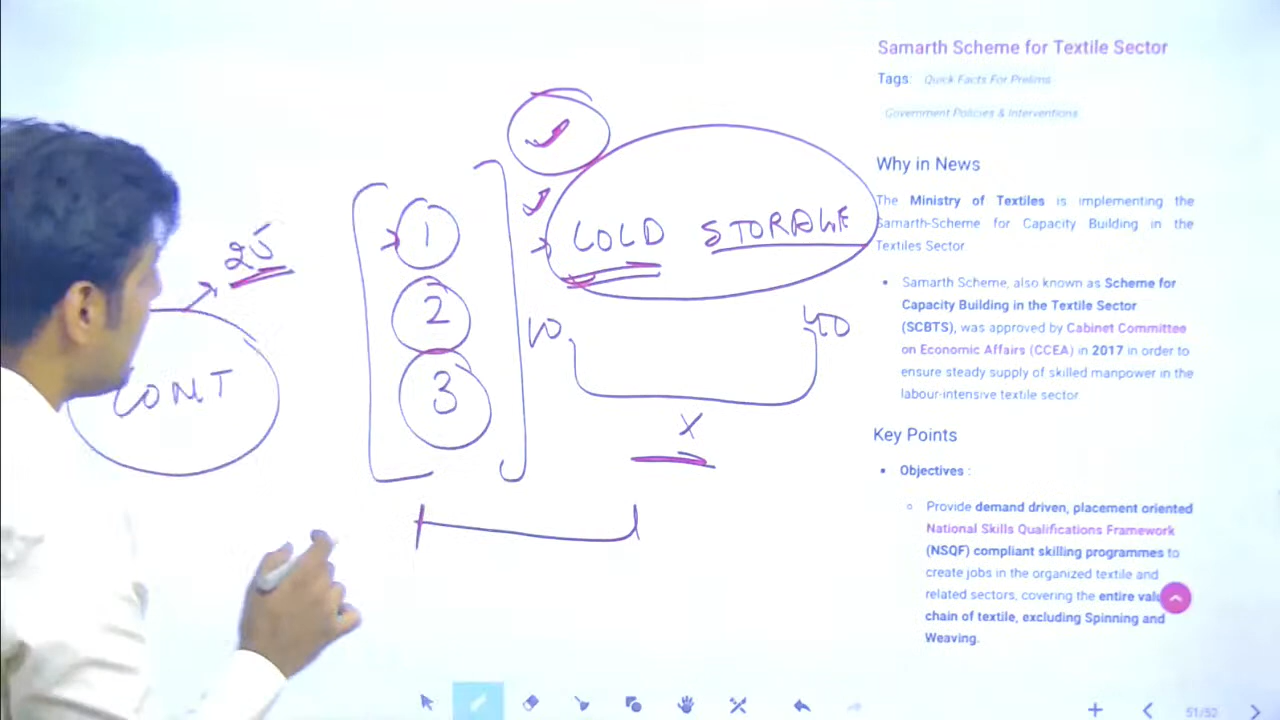 Samarth Scheme for Textile Sector
Tags: Quick Facts For Prelims
Government Policies & Interventions
Why in News
The Ministry of Textiles is implementing the
Samarth-Scheme for Capacity Building in the
Textiles Sector
Samarth Scheme, also known as Scheme for
Capacity Building in the Textile Sector
(SCBTS), was approved by Cabinet Committee
on Economic Affairs (CCEA) in 2017 in order to
ensure steady supply of skilled manpower in the
labour-intensive textile sector
Key Points
Objectives :
Provide demand driven, placement oriented
National Skills Qualifications Framework
(NSQF) compliant skilling programmes to
create jobs in the organized textile and
related sectors, covering the entire value
chain of textile, excluding Spinning and
Weaving.
25
CONT
1
2
3
COLD STORAGE
10
40
X
51/52